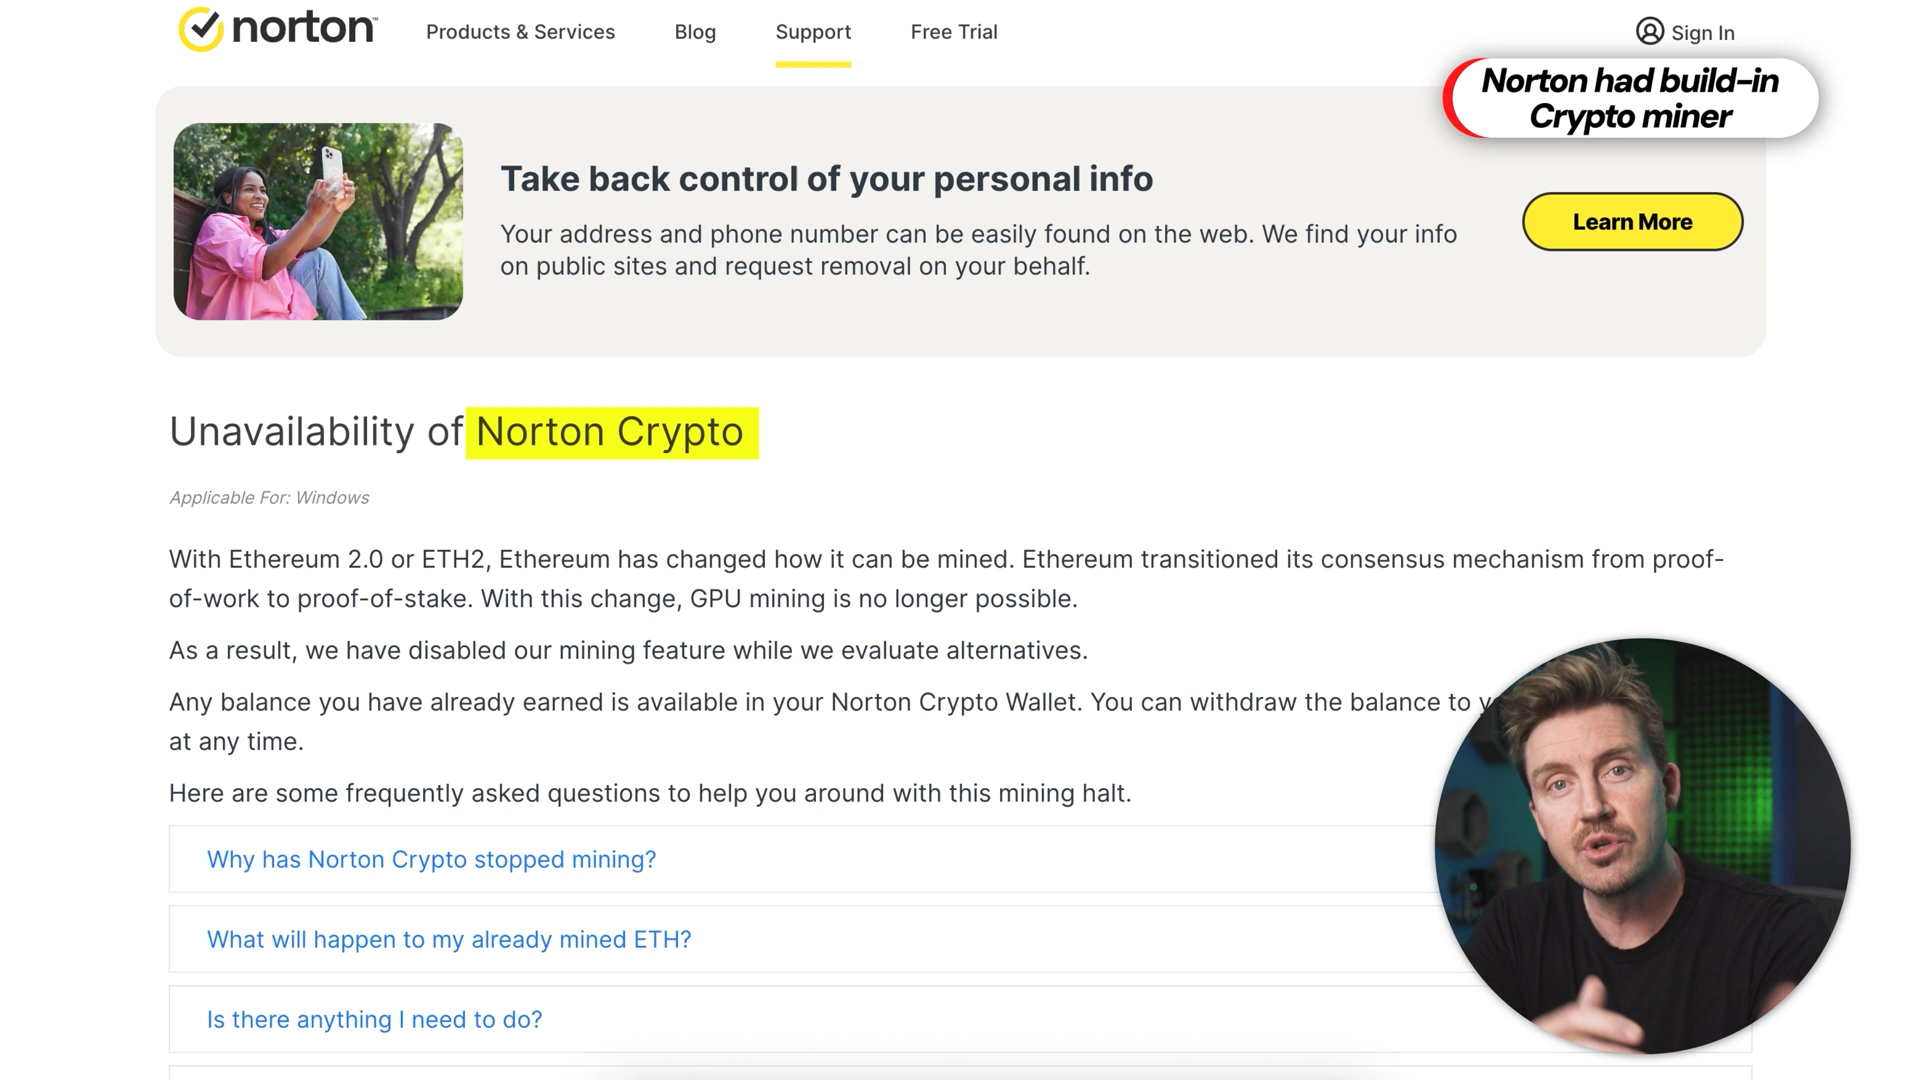 norton
Products & Services
Blog
Support
Free Trial
Sign In
Norton had build-in
Crypto miner
Take back control of your personal info
Your address and phone number can be easily found on the web. We find your info
on public sites and request removal on your behalf.
Learn More
Unavailability of Norton Crypto
Applicable For: Windows
With Ethereum 2.0 or ETH2, Ethereum has changed how it can be mined. Ethereum transitioned its consensus mechanism from proof-
of-work to proof-of-stake. With this change, GPU mining is no longer possible.
As a result, we have disabled our mining feature while we evaluate alternatives.
Any balance you have already earned is available in your Norton Crypto Wallet. You can withdraw the balance to
at any time.
Here are some frequently asked questions to help you around with this mining halt.
Why has Norton Crypto stopped mining?
What will happen to my already mined ETH?
Is there anything I need to do?